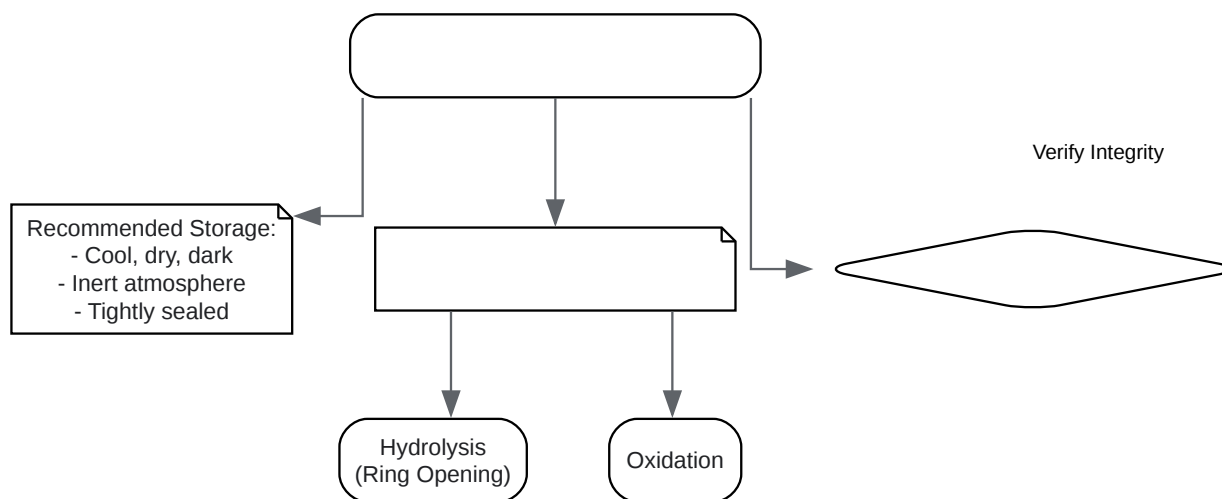 Verify Integrity
Recommended Storage:
- Cool, dry, dark
- Inert atmosphere
- Tightly sealed
Hydrolysis
(Ring Opening)
Oxidation